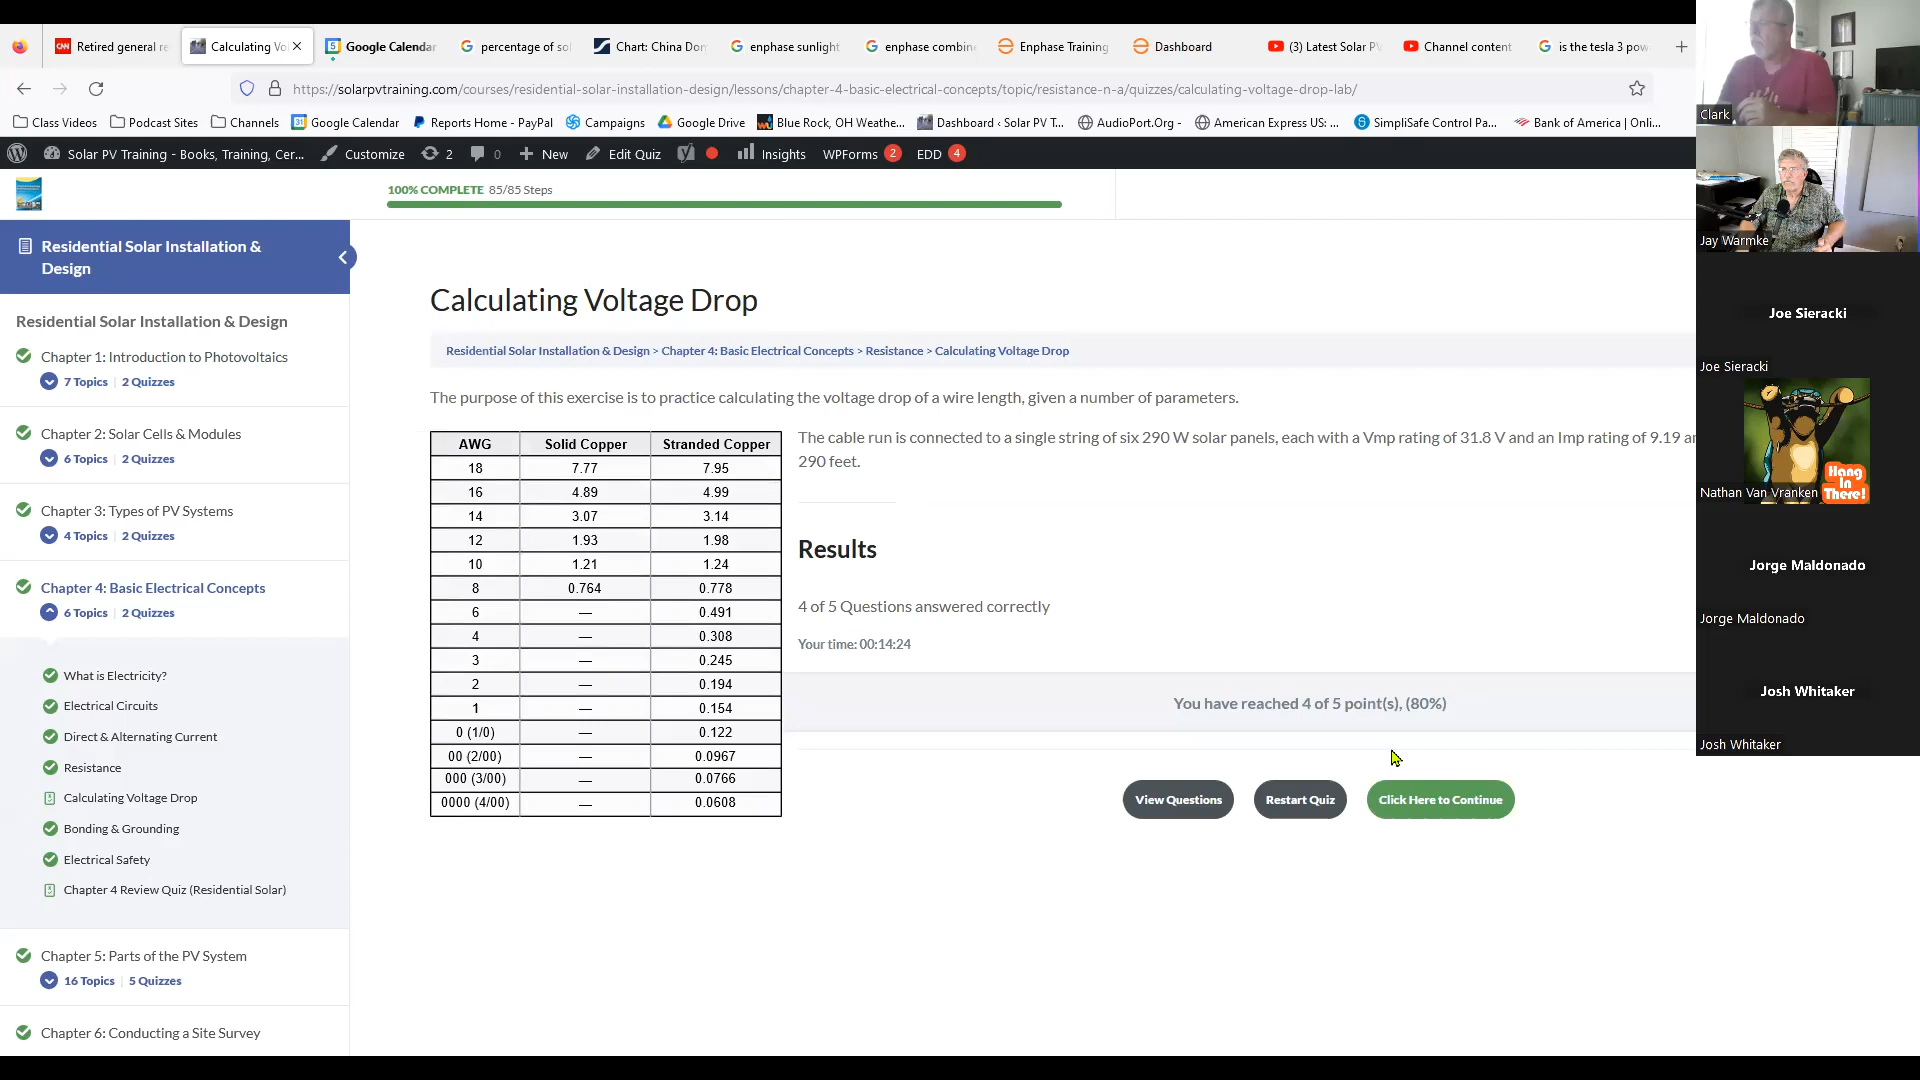 CNN Retired general re
Calculating Vo
Google Calendar
percentage of so
Chart: China Dom
enphase sunlight
enphase combin
Enphase Training
Dashboard
(3) Latest Solar PV
Channel content
is the tesla 3 pow
https://solarpvtraining.com/courses/residential-solar-installation-design/lessons/chapter-4-basic-electrical-concepts/topic/resistance-n-a/quizzes/calculating-voltage-drop-lab/
Class Videos
Podcast Sites
Channels
Google Calendar
Reports Home - PayPal
Campaigns
Google Drive
Blue Rock, OH Weathe...
Dashboard ‹ Solar PV T...
AudioPort.Org -
American Express US: ...
SimpliSafe Control Pa...
Bank of America | Onli...
Solar PV Training - Books, Training, Cer...
Customize
2
0
New
Edit Quiz
Insights
WPForms 2
EDD 4
100% COMPLETE 85/85 Steps
Residential Solar Installation &
Design
Residential Solar Installation & Design
Chapter 1: Introduction to Photovoltaics
7 Topics | 2 Quizzes
Chapter 2: Solar Cells & Modules
6 Topics | 2 Quizzes
Chapter 3: Types of PV Systems
4 Topics | 2 Quizzes
Chapter 4: Basic Electrical Concepts
6 Topics | 2 Quizzes
What is Electricity?
Electrical Circuits
Direct & Alternating Current
Resistance
Calculating Voltage Drop
Bonding & Grounding
Electrical Safety
Chapter 4 Review Quiz (Residential Solar)
Chapter 5: Parts of the PV System
16 Topics | 5 Quizzes
Chapter 6: Conducting a Site Survey
Calculating Voltage Drop
Residential Solar Installation & Design > Chapter 4: Basic Electrical Concepts > Resistance > Calculating Voltage Drop
The purpose of this exercise is to practice calculating the voltage drop of a wire length, given a number of parameters.
AWG Solid Copper Stranded Copper
18 7.77 7.95
16 4.89 4.99
14 3.07 3.14
12 1.93 1.98
10 1.21 1.24
8 0.764 0.778
6 — 0.491
4 — 0.308
3 — 0.245
2 — 0.194
1 — 0.154
0 (1/0) — 0.122
00 (2/00) — 0.0967
000 (3/00) — 0.0766
0000 (4/00) — 0.0608
The cable run is connected to a single string of six 290 W solar panels, each with a Vmp rating of 31.8 V and an Imp rating of 9.19 a
290 feet.
Results
4 of 5 Questions answered correctly
Your time: 00:14:24
You have reached 4 of 5 point(s), (80%)
View Questions
Restart Quiz
Click Here to Continue
Clark
Jay Warmke
Joe Sieracki
Joe Sieracki
Hang
In
There!
Nathan Van Vranken
Jorge Maldonado
Jorge Maldonado
Josh Whitaker
Josh Whitaker